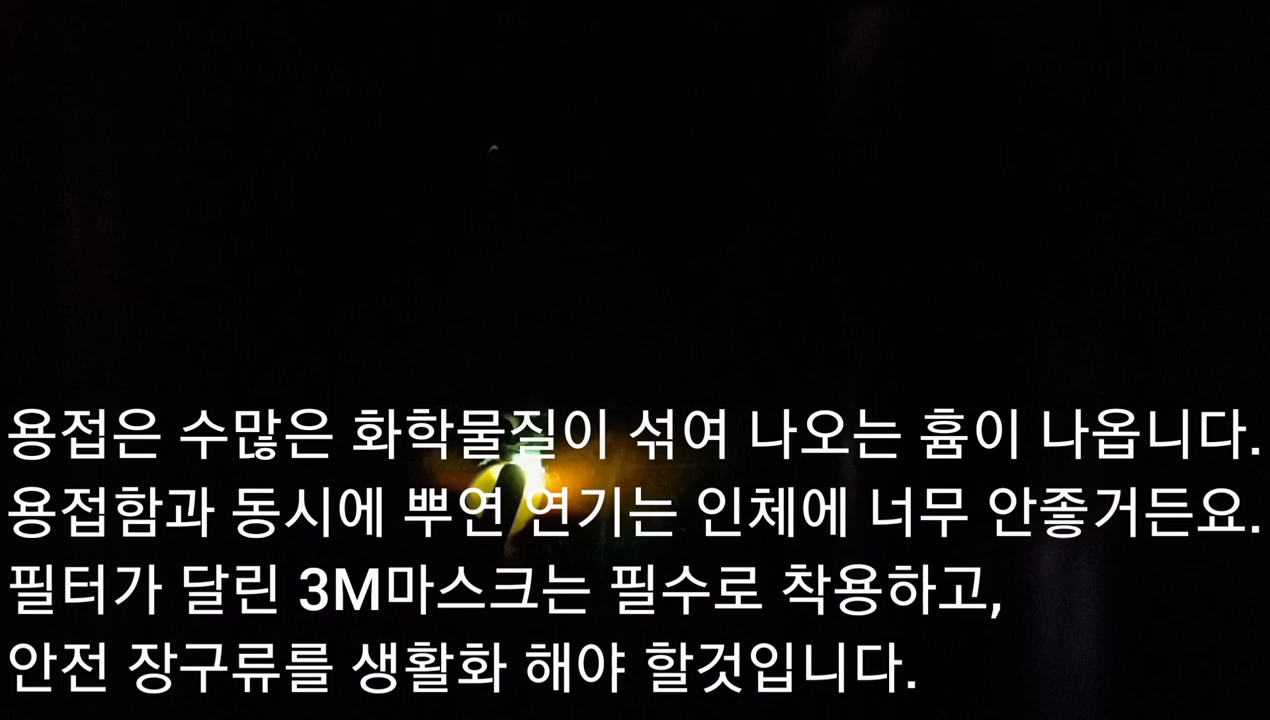 용접은 수많은 화학물질이 섞여 나오는 흄이 나옵니다.
용접함과 동시에 뿌연 연기는 인체에 너무 안좋거든요.
필터가 달린 3M마스크는 필수로 착용하고,
안전 장구류를 생활화 해야 할것입니다.